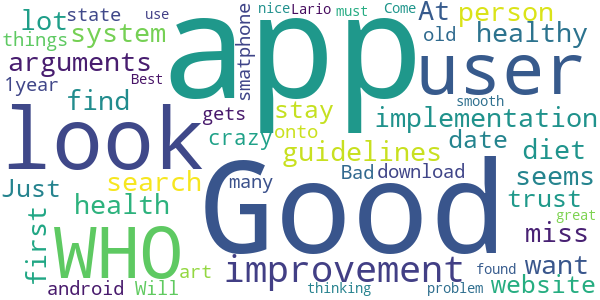 lot state use nice Lario must Come
things system smatphone app At person
arguments old healthy
1year Best user
find gets stay smooth
look crazy onto implementation
guidelines date diet
Just search Good Bad download seems
first health many trust
WHO miss
improvement want great
art found website
android Will thinking problem